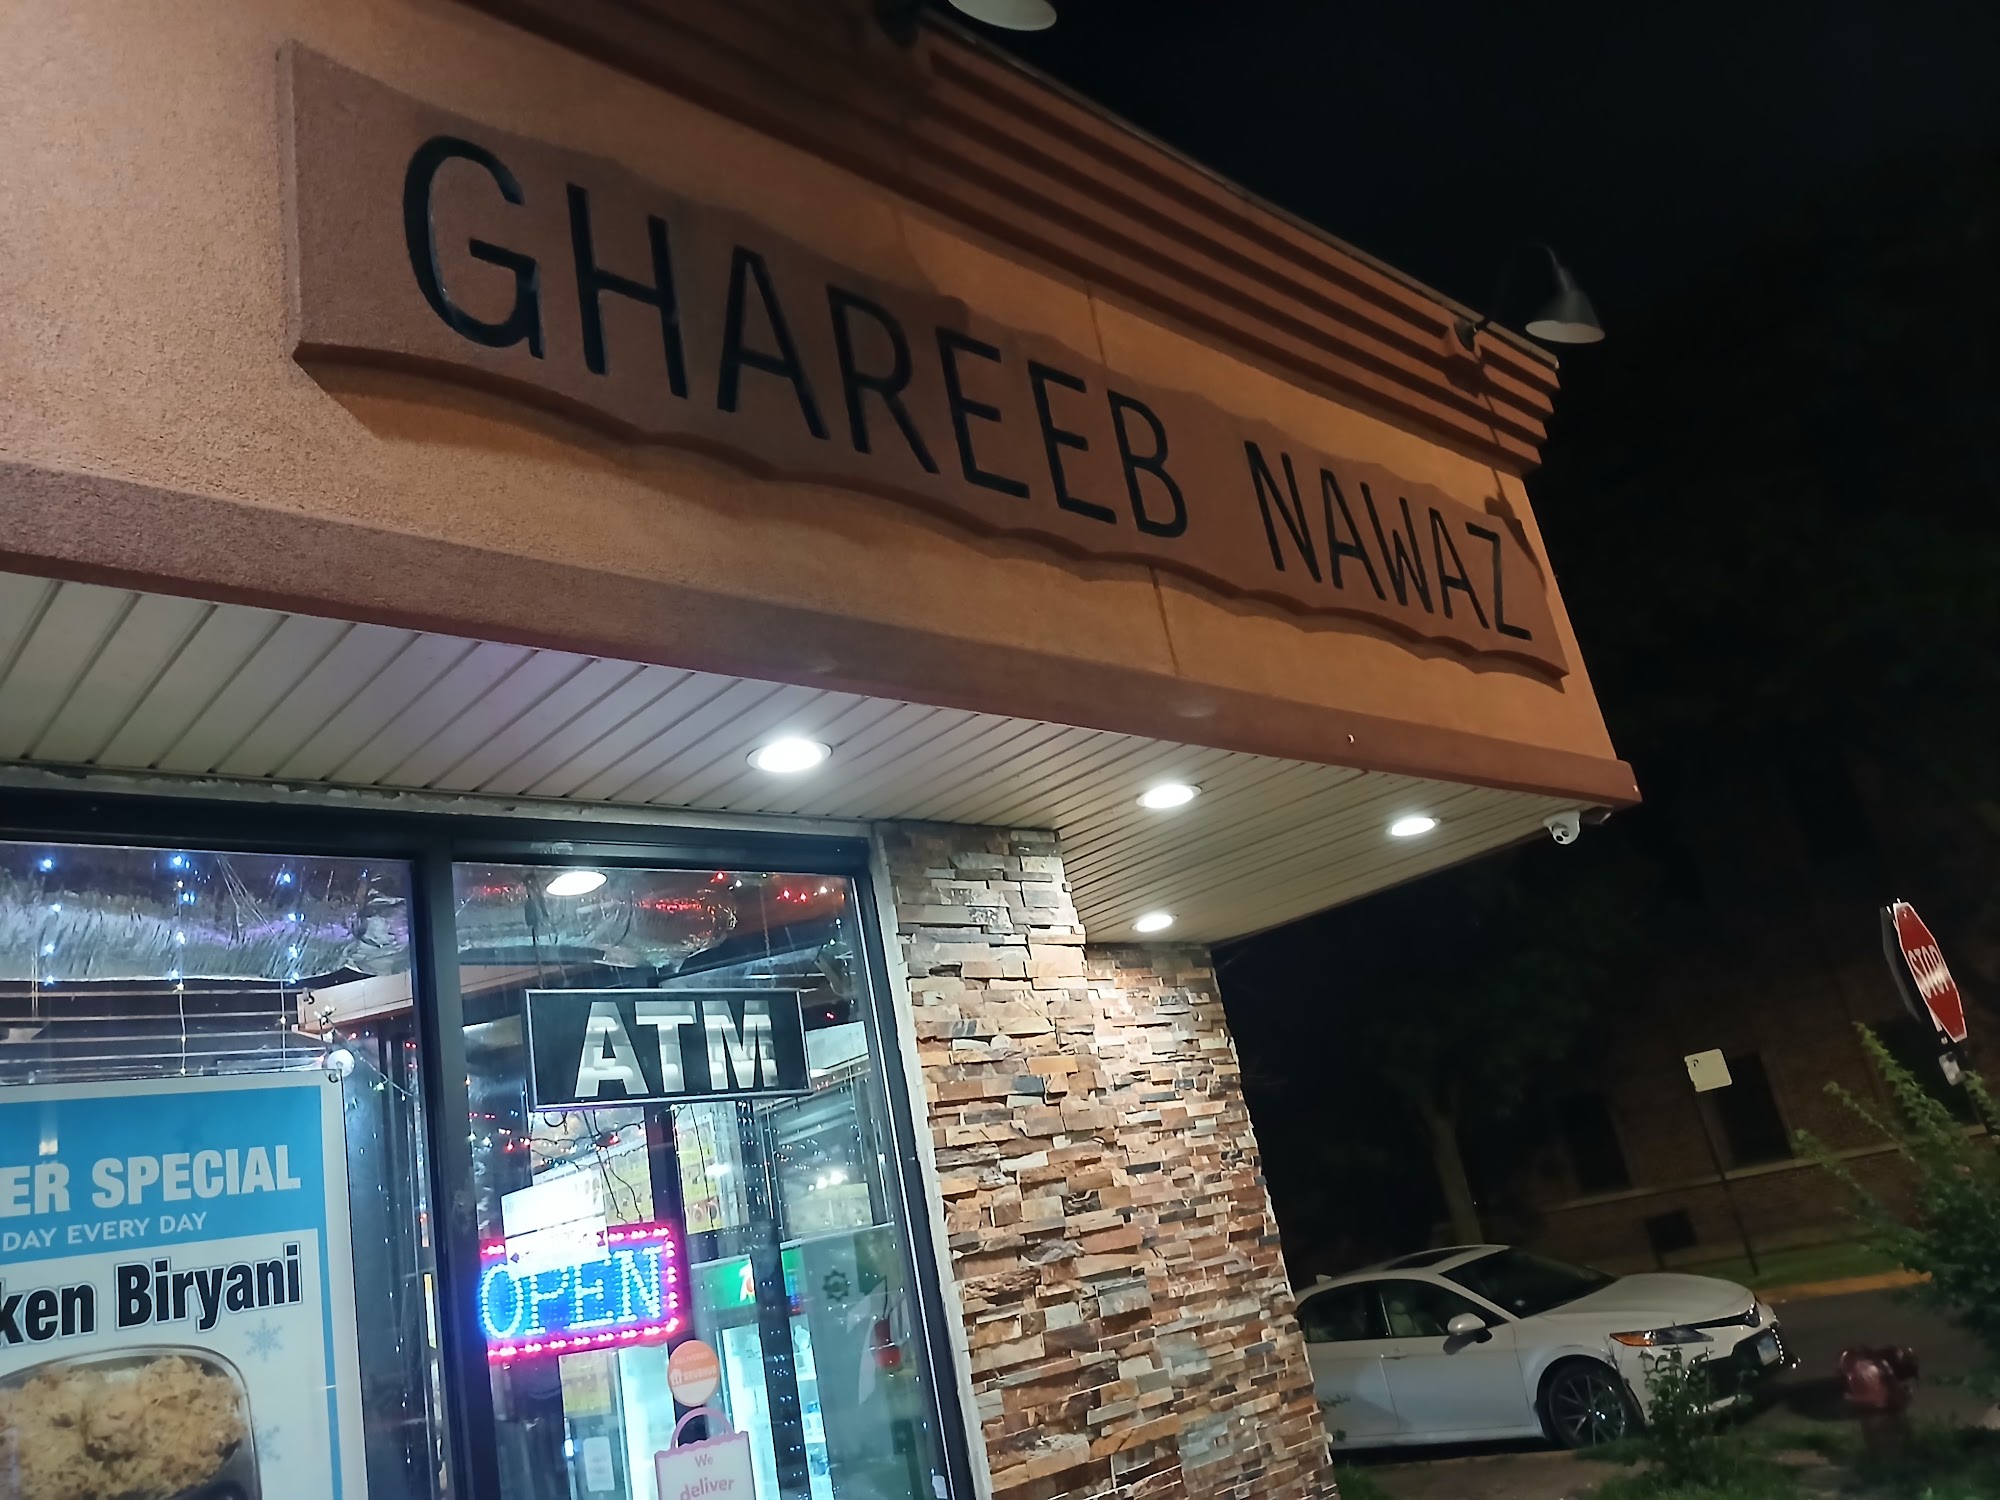 GHAREEB NAWAZ
ATM
STOP
ER SPECIAL
DAY EVERY DAY
ken Biryani
OPEN
We
deliver